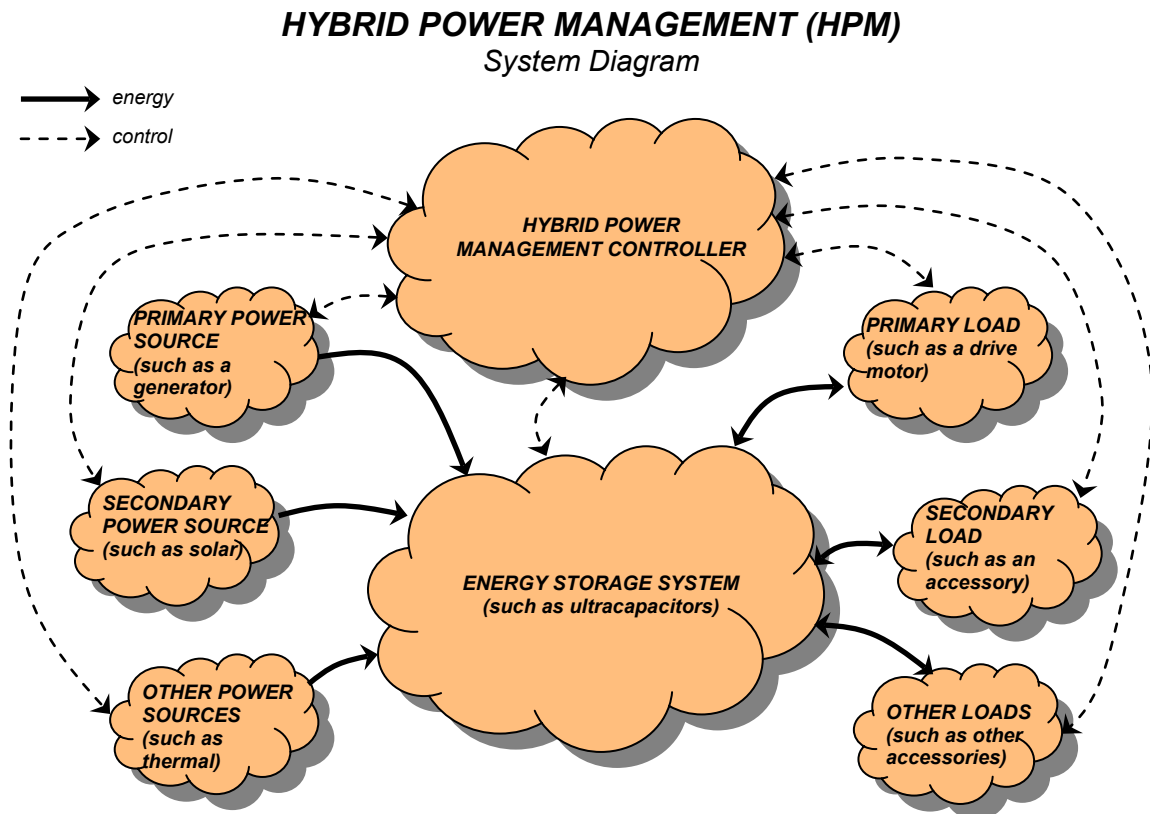 HYBRID POWER MANAGEMENT (HPM)
System Diagram
energy
control
HYBRID POWER
MANAGEMENT CONTROLLER
PRIMARY POWER
SOURCE
(such as a
generator)
PRIMARY LOAD
(such as a drive
motor)
SECONDARY
POWER SOURCE
(such as solar)
ENERGY STORAGE SYSTEM
(such as ultracapacitors)
SECONDARY
LOAD
(such as an
accessory)
OTHER POWER
SOURCES
(such as
thermal)
OTHER LOADS
(such as other
accessories)